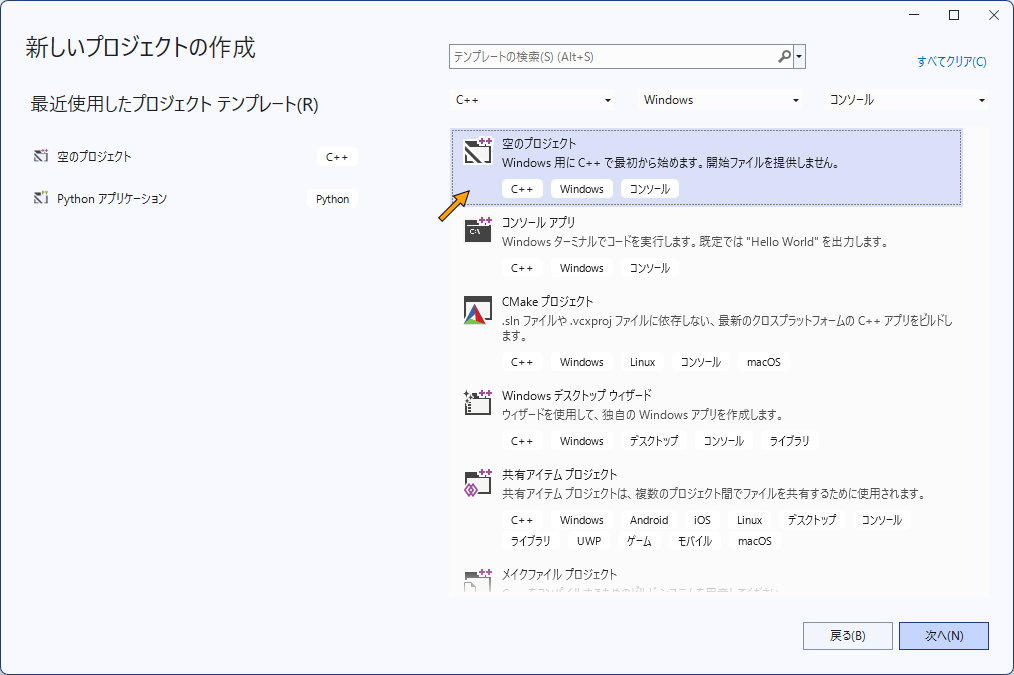 新しいプロジェクトの作成
テンプレートの検索(S) (Alt+S)
すべてクリア(C)
最近使用したプロジェクト テンプレート(R)
C++ Windows コンソール
空のプロジェクト C++
Python アプリケーション Python
空のプロジェクト
Windows 用に C++ で最初から始めます。開始ファイルを提供しません。
C++ Windows コンソール
コンソール アプリ
Windows ターミナルでコードを実行します。既定では "Hello World" を出力します。
C++ Windows コンソール
CMake プロジェクト
.sln ファイルや .vcxproj ファイルに依存しない、最新のクロスプラットフォームの C++ アプリをビルドし
ます。
C++ Windows Linux コンソール macOS
Windows デスクトップ ウィザード
ウィザードを使用して、独自の Windows アプリを作成します。
C++ Windows デスクトップ コンソール ライブラリ
共有アイテム プロジェクト
共有アイテム プロジェクトは、複数のプロジェクト間でファイルを共有するために使用されます。
C++ Windows Android iOS Linux デスクトップ コンソール
ライブラリ UWP ゲーム モバイル macOS
メイクファイル プロジェクト
戻る(B) 次へ(N)